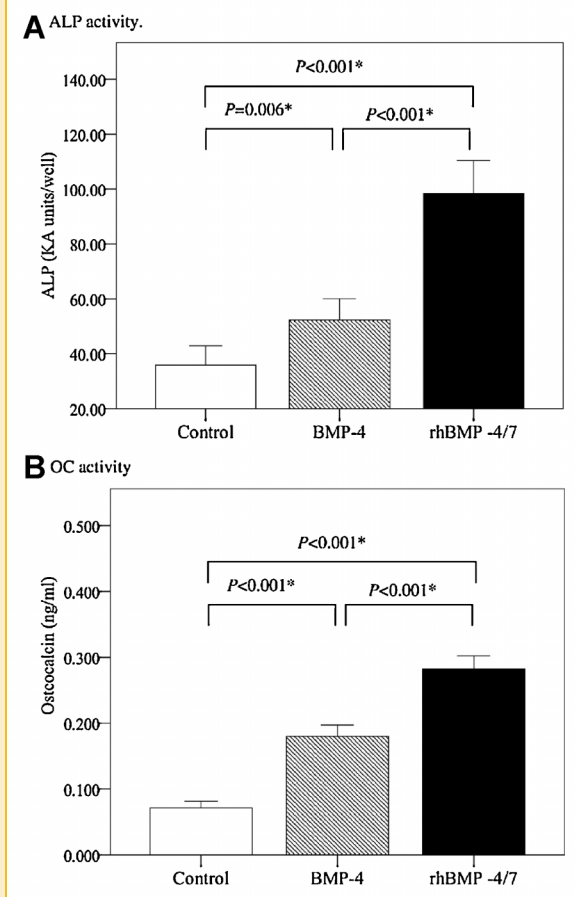 A ALP activity.
P<0.001*
P=0.006*
P<0.001*
140.00
120.00
100.00
80.00
60.00
40.00
20.00
ALP (KA units/well)
Control
BMP-4
rhBMP -4/7
B OC activity
P<0.001*
P<0.001*
P<0.001*
0.500
0.400
0.300
0.200
0.100
0.000
Osteocalcin (ng/ml)
Control
BMP-4
rhBMP -4/7